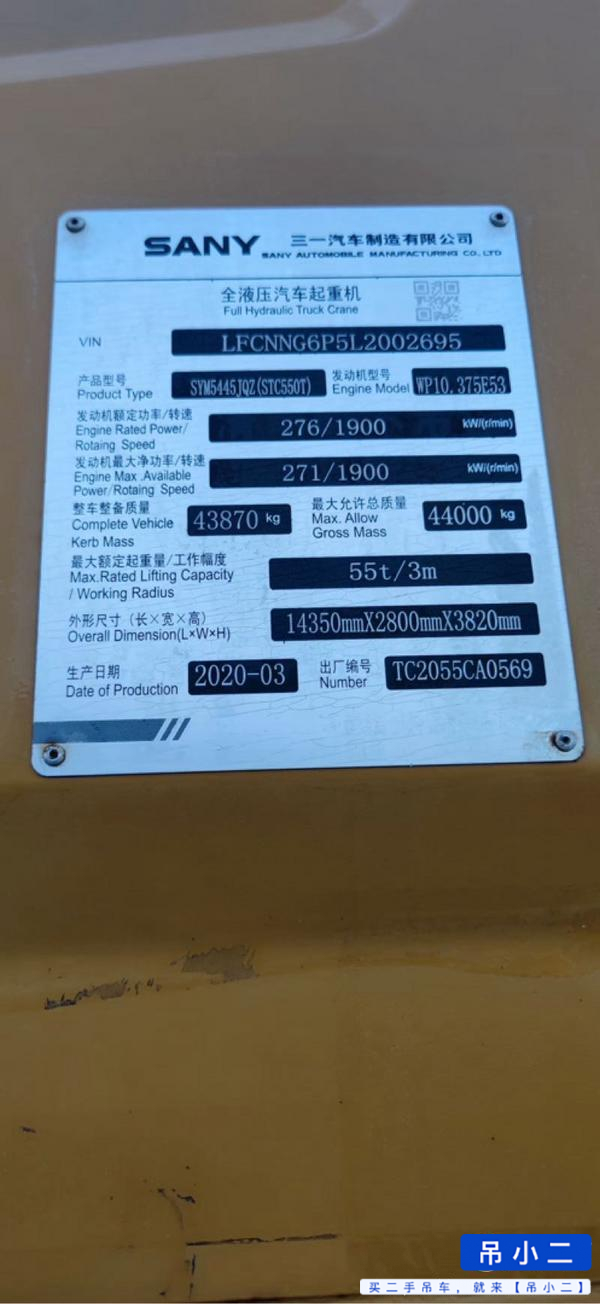 SANY 三一汽车制造有限公司
SANY AUTOMOBILE MANUFACTURING CO., LTD
全液压汽车起重机
Full Hydraulic Truck Crane
VIN LFCNNG6P5L2002695
产品型号 发动机型号
Product Type SYM5445JQZ(STC550T) Engine Model WP10.375E53
发动机额定功率/转速
Engine Rated Power/ 276/1900 kW/(r/min)
Rotaing Speed
发动机最大净功率/转速
Engine Max .Available 271/1900 kW/(r/min)
Power/Rotaing Speed
整车整备质量 最大允许总质量
Complete Vehicle 43870 kg Max. Allow 44000 kg
Kerb Mass Gross Mass
最大额定起重量/工作幅度
Max.Rated Lifting Capacity 55t/3m
/ Working Radius
外形尺寸（长×宽×高）
Overall Dimension(L×W×H) 14350mmX2800mmX3820mm
生产日期 出厂编号
Date of Production 2020-03 Number TC2055CA0569
吊小二
买二手吊车，就来【吊小二】